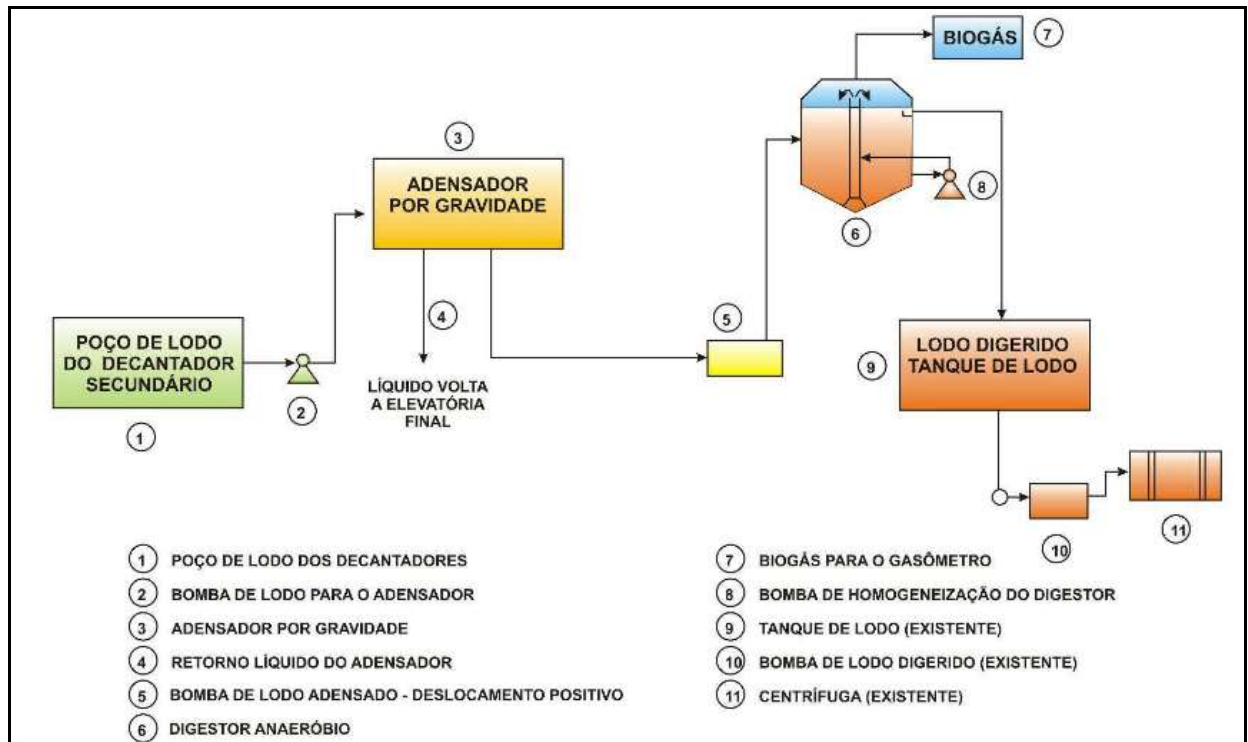 BIOGÁS
7
3
ADENSADOR
POR GRAVIDADE
8
6
5
4
POÇO DE LODO
DO DECANTADOR
SECUNDÁRIO
LODO DIGERIDO
TANQUE DE LODO
9
2
LÍQUIDO VOLTA
A ELEVATÓRIA
FINAL
1
10
11
1 POÇO DE LODO DOS DECANTADORES
2 BOMBA DE LODO PARA O ADENSADOR
3 ADENSADOR POR GRAVIDADE
4 RETORNO LÍQUIDO DO ADENSADOR
5 BOMBA DE LODO ADENSADO - DESLOCAMENTO POSITIVO
6 DIGESTOR ANAERÓBIO
7 BIOGÁS PARA O GASÔMETRO
8 BOMBA DE HOMOGENEIZAÇÃO DO DIGESTOR
9 TANQUE DE LODO (EXISTENTE)
10 BOMBA DE LODO DIGERIDO (EXISTENTE)
11 CENTRÍFUGA (EXISTENTE)